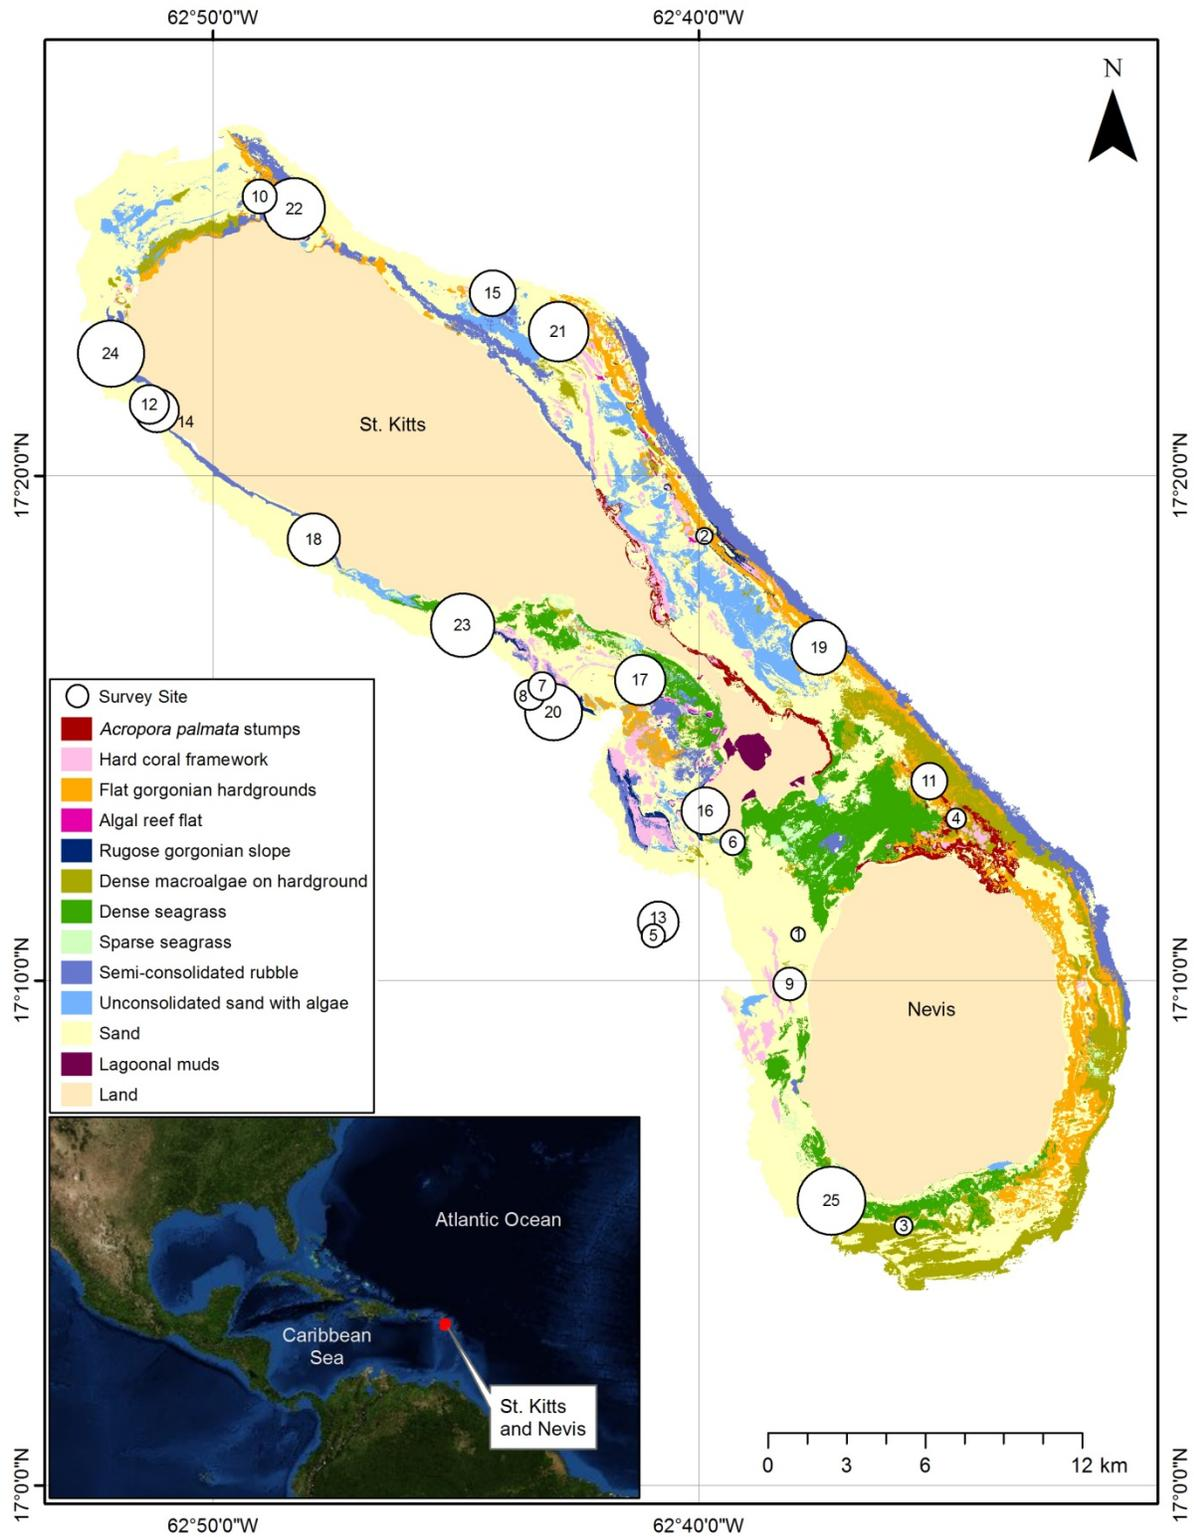 62°50'0"W
62°40'0"W
N
10
22
15
21
24
12
14
St. Kitts
17°20'0"N
17°20'0"N
2
18
23
19
17
7
8
20
Survey Site
Acropora palmata stumps
Hard coral framework
Flat gorgonian hardgrounds
Algal reef flat
Rugose gorgonian slope
Dense macroalgae on hardground
Dense seagrass
Sparse seagrass
Semi-consolidated rubble
Unconsolidated sand with algae
Sand
Lagoonal muds
Land
11
16
4
6
13
5
1
17°10'0"N
17°10'0"N
9
Nevis
25
3
Atlantic Ocean
Caribbean
Sea
St. Kitts
and Nevis
0 3 6 12 km
17°0'0"N
17°0'0"N
62°50'0"W
62°40'0"W